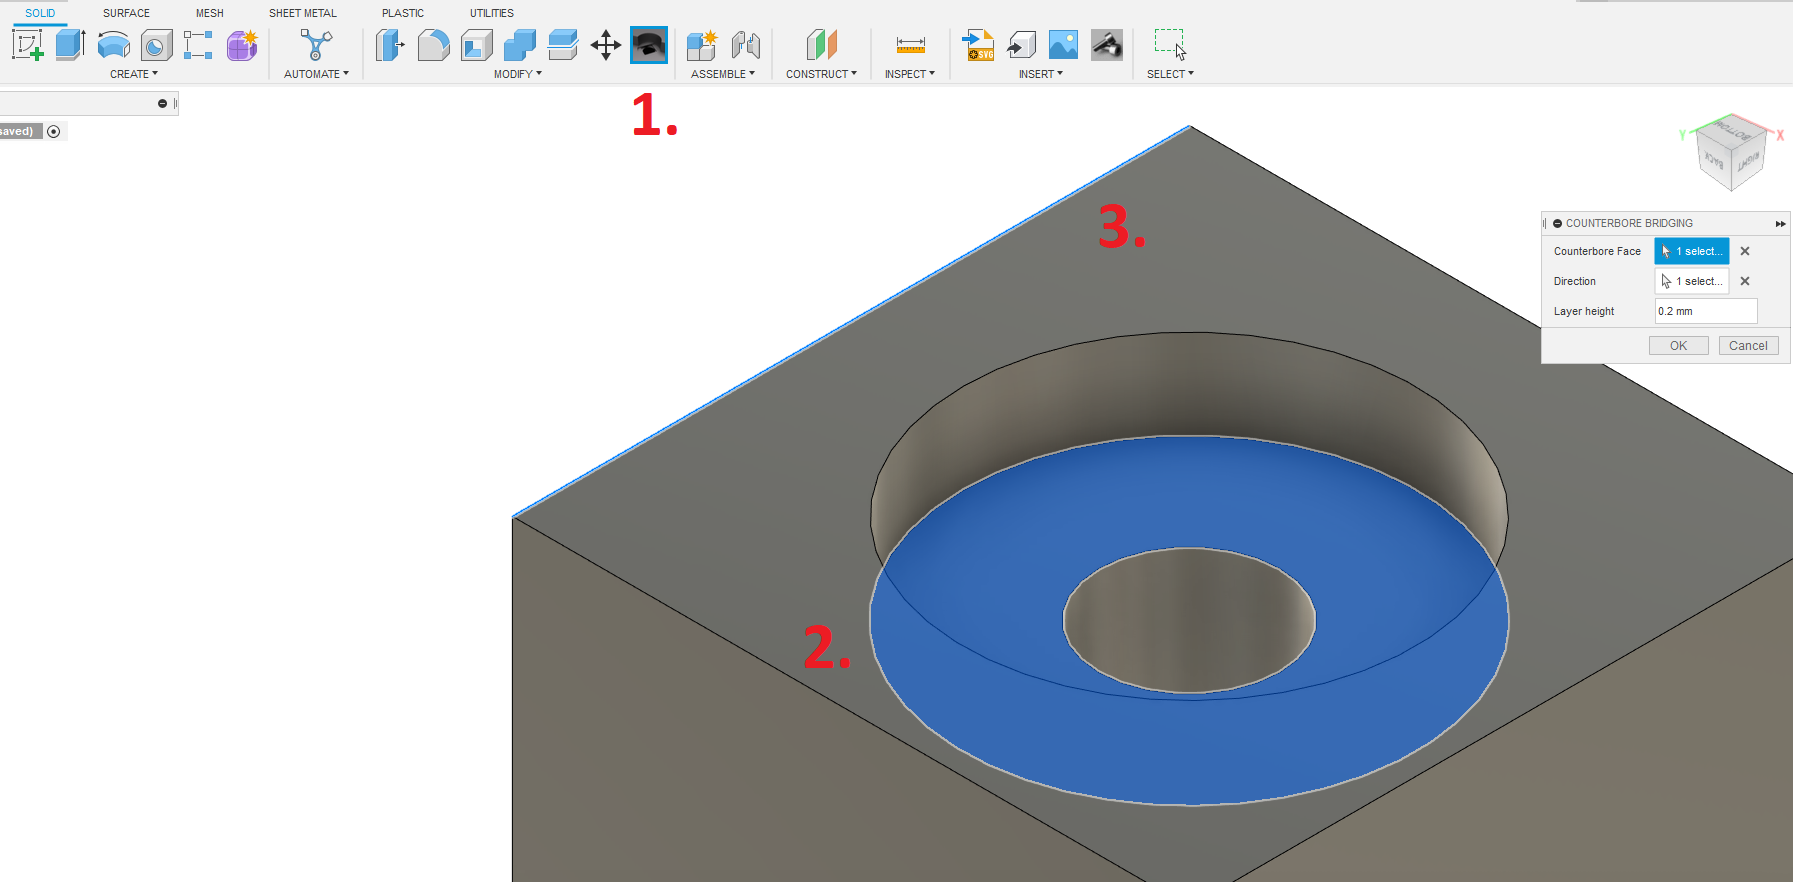 SOLID SURFACE MESH SHEET METAL PLASTIC UTILITIES
SVG
CREATE AUTOMATE MODIFY ASSEMBLE CONSTRUCT INSPECT INSERT SELECT
1.
saved)
Y BOTTOM X
BACK RIGHT
3.
COUNTERBORE BRIDGING
Counterbore Face 1 select...
Direction 1 select...
Layer height 0.2 mm
OK Cancel
2.